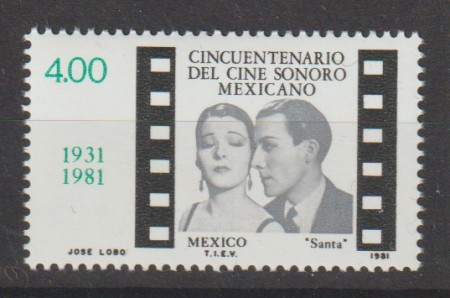 4.00
CINCUENTENARIO
DEL CINE SONORO
MEXICANO
1931
1981
MEXICO "Santa"
JOSE LOBO T.I.E.V. 1981